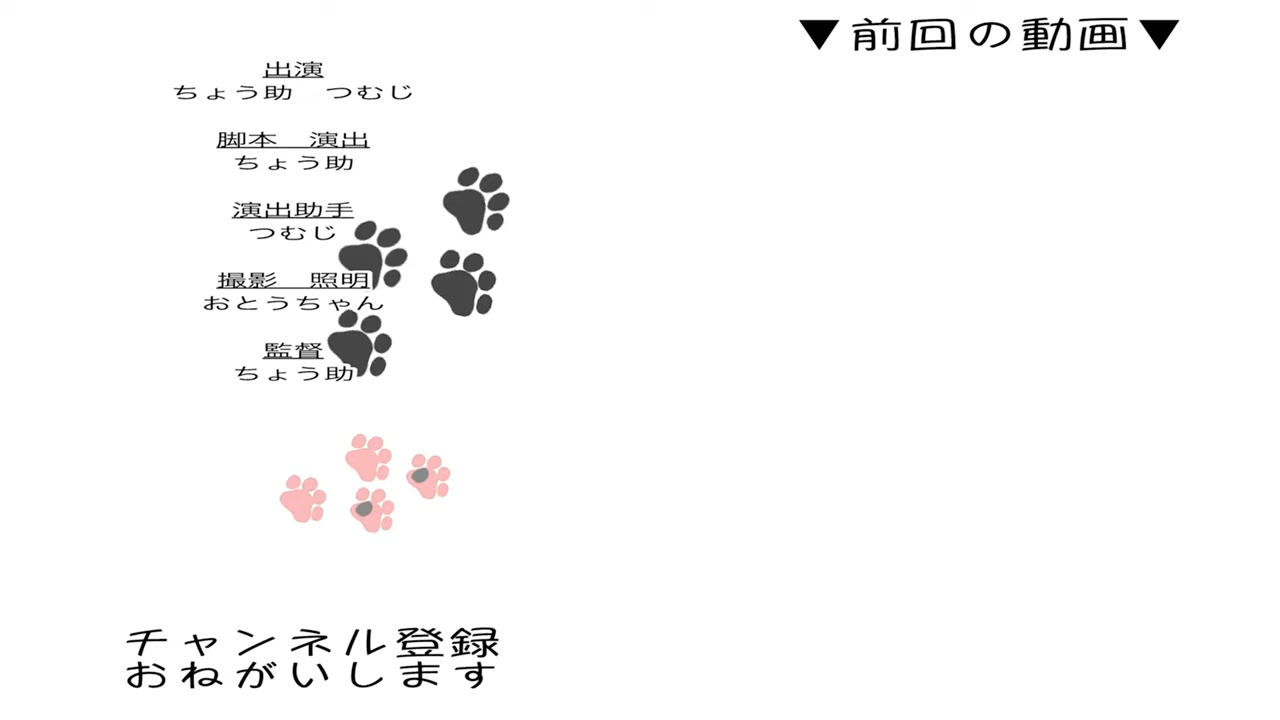 ▼前回の動画▼
出演
ちょう助　つむじ
脚本　演出
ちょう助
演出助手
つむじ
撮影　照明
おとうちゃん
監督
ちょう助
チャンネル登録
おねがいします